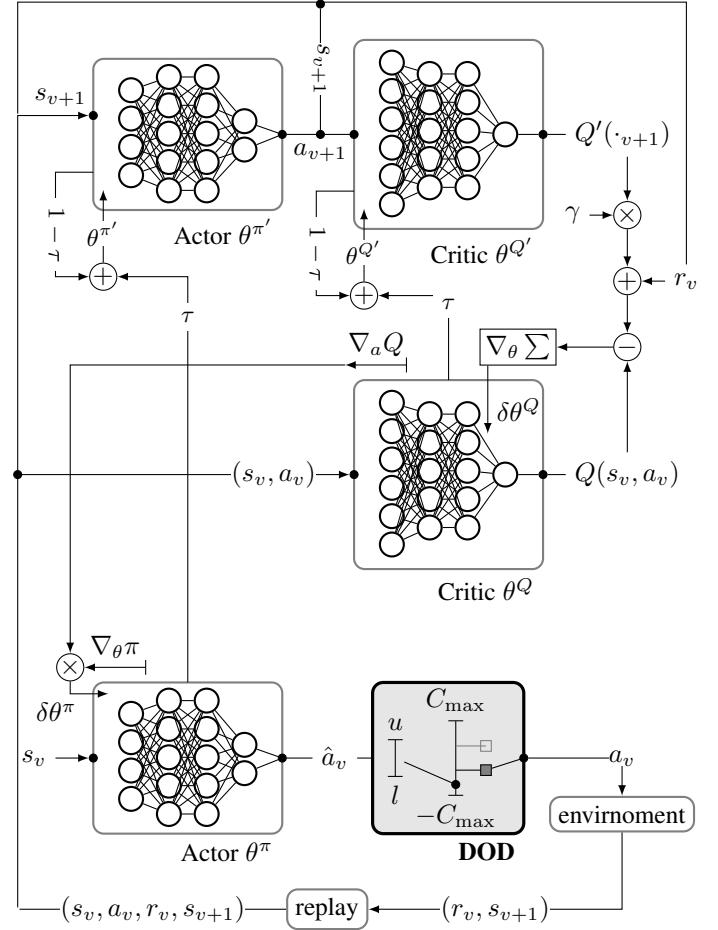 s_{v+1}
s_{v+1}
a_{v+1}
Q′(·_{v+1})
γ
×
1 − τ
θ^{π′}
Actor θ^{π′}
1 − τ
θ^{Q′}
Critic θ^{Q′}
+
+
+
r_v
τ
τ
∇_a Q
∇_θ ∑
−
δθ^Q
(s_v, a_v)
Q(s_v, a_v)
Critic θ^Q
×
∇_θ π
δθ^π
s_v
â_v
u
l
C_max
−C_max
a_v
envirnoment
Actor θ^π
DOD
(s_v, a_v, r_v, s_{v+1})
replay
(r_v, s_{v+1})